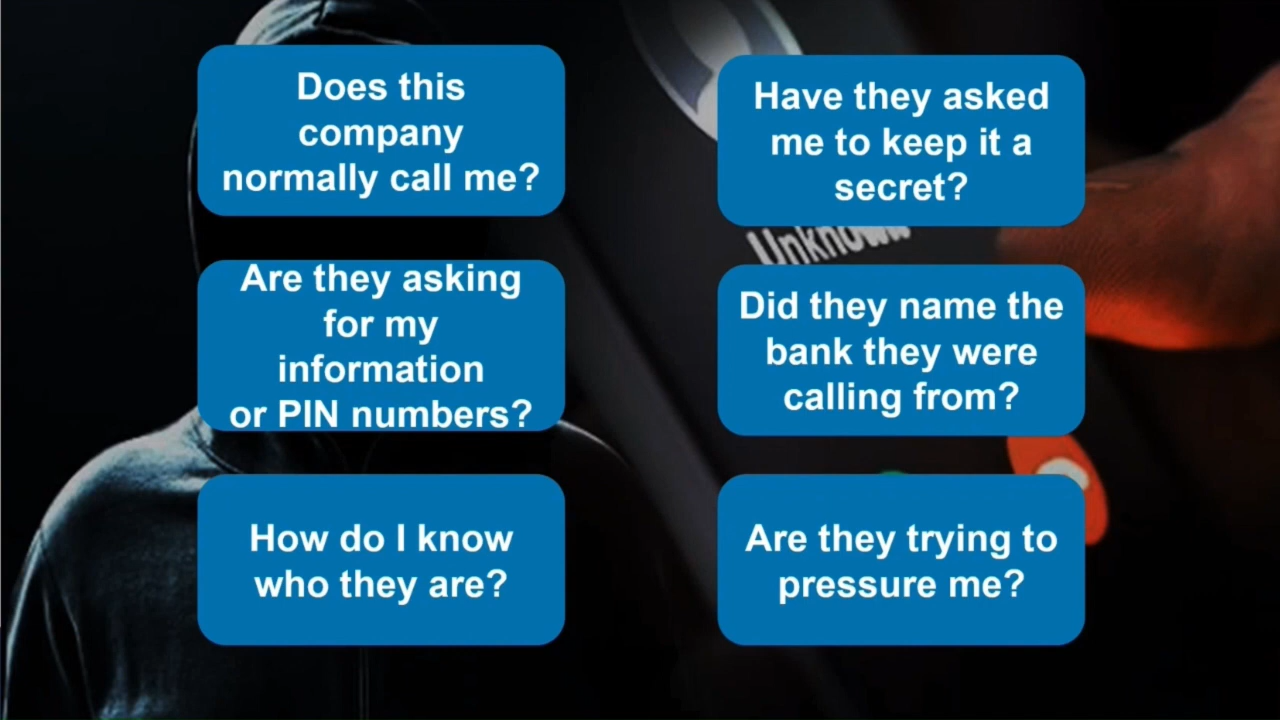 Does this
company
normally call me?
Have they asked
me to keep it a
secret?
Unknown
Are they asking
for my
information
or PIN numbers?
Did they name the
bank they were
calling from?
How do I know
who they are?
Are they trying to
pressure me?